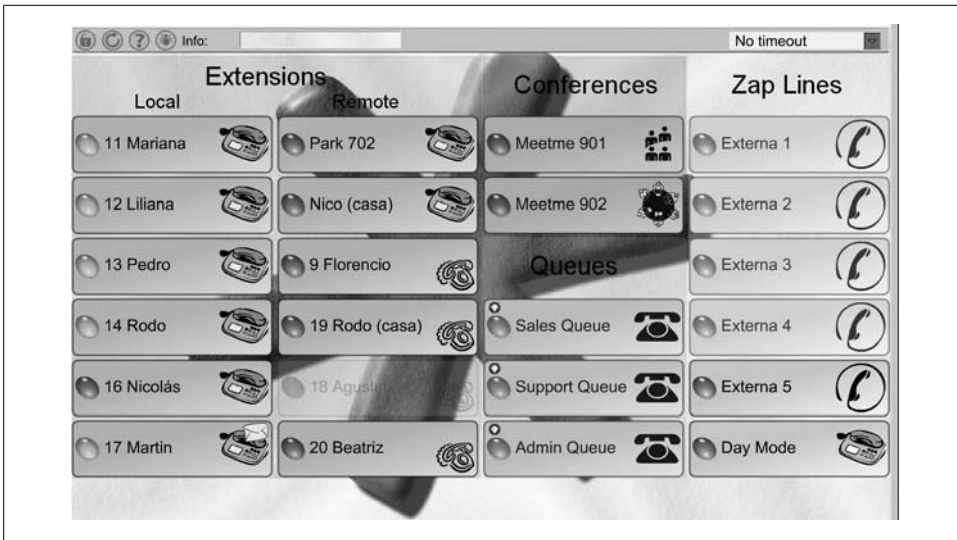 Info:
No timeout
Extensions
Local
Remote
Conferences
Zap Lines
11 Mariana
Park 702
Meetme 901
Externa 1
12 Liliana
Nico (casa)
Meetme 902
Externa 2
13 Pedro
9 Florencio
Queues
Externa 3
14 Rodo
19 Rodo (casa)
Sales Queue
Externa 4
16 Nicolás
18 Agustin
Support Queue
Externa 5
17 Martin
20 Beatriz
Admin Queue
Day Mode